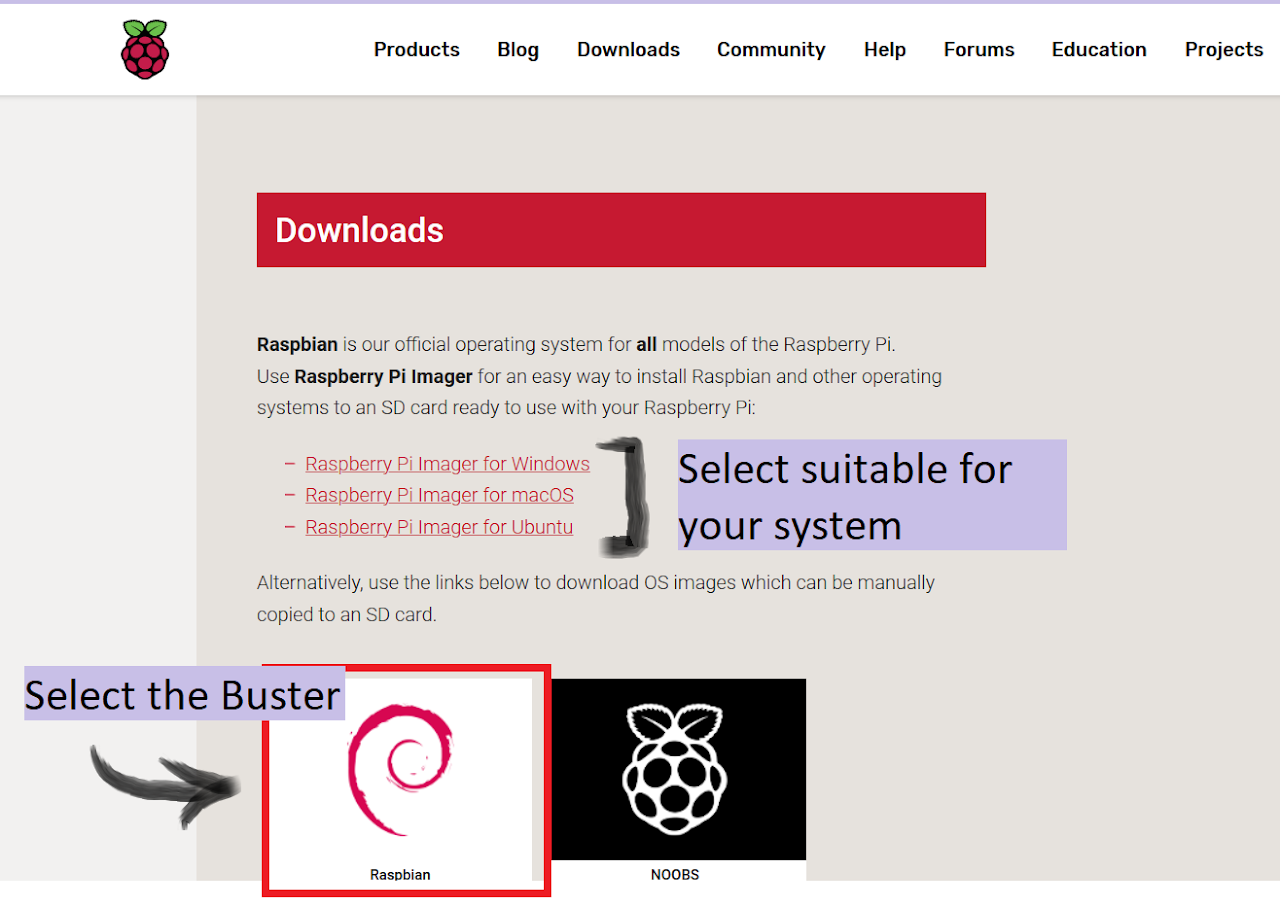 Products Blog Downloads Community Help Forums Education Projects
Downloads
Raspbian is our official operating system for all models of the Raspberry Pi.
Use Raspberry Pi Imager for an easy way to install Raspbian and other operating
systems to an SD card ready to use with your Raspberry Pi:
– Raspberry Pi Imager for Windows
– Raspberry Pi Imager for macOS
– Raspberry Pi Imager for Ubuntu
Select suitable for
your system
Alternatively, use the links below to download OS images which can be manually
copied to an SD card.
Select the Buster
Raspbian
NOOBS